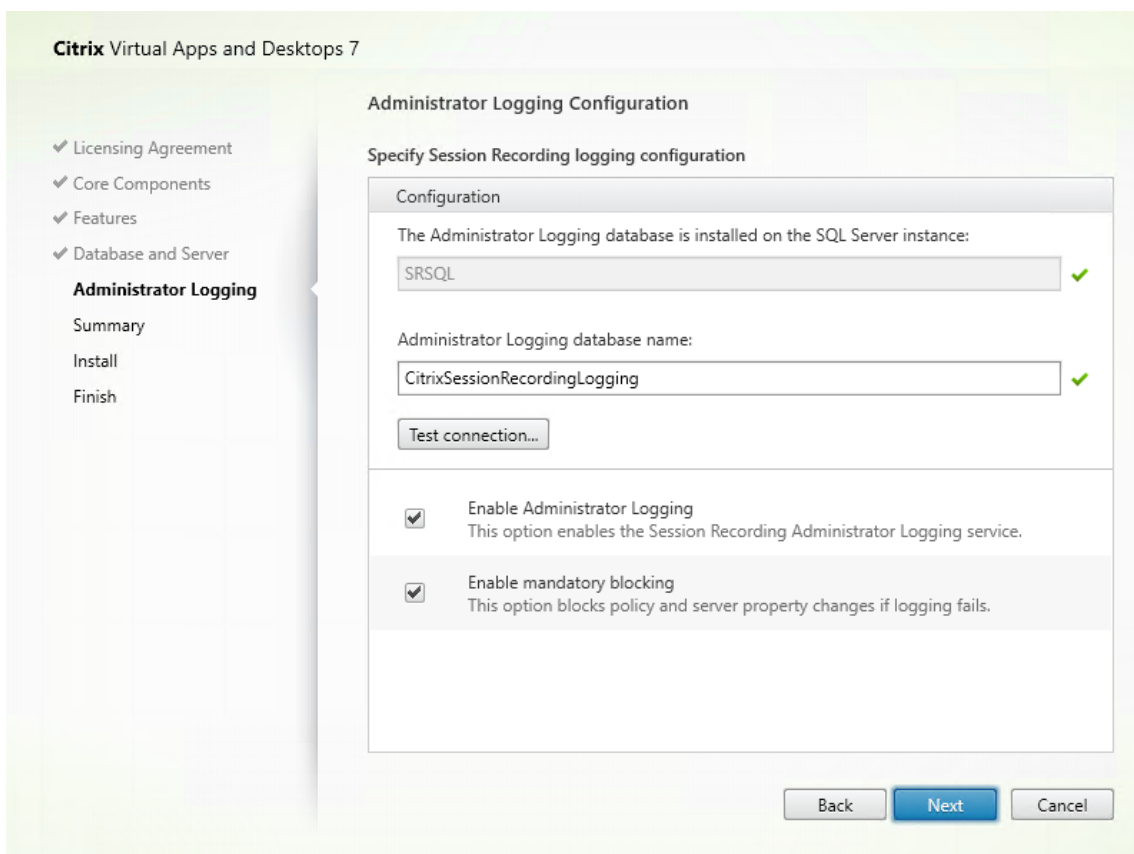 Citrix Virtual Apps and Desktops 7
Licensing Agreement
Core Components
Features
Database and Server
Administrator Logging
Summary
Install
Finish
Administrator Logging Configuration
Specify Session Recording logging configuration
Configuration
The Administrator Logging database is installed on the SQL Server instance:
SRSQL
Administrator Logging database name:
CitrixSessionRecordingLogging
Test connection...
Enable Administrator Logging
This option enables the Session Recording Administrator Logging service.
Enable mandatory blocking
This option blocks policy and server property changes if logging fails.
Back Next Cancel